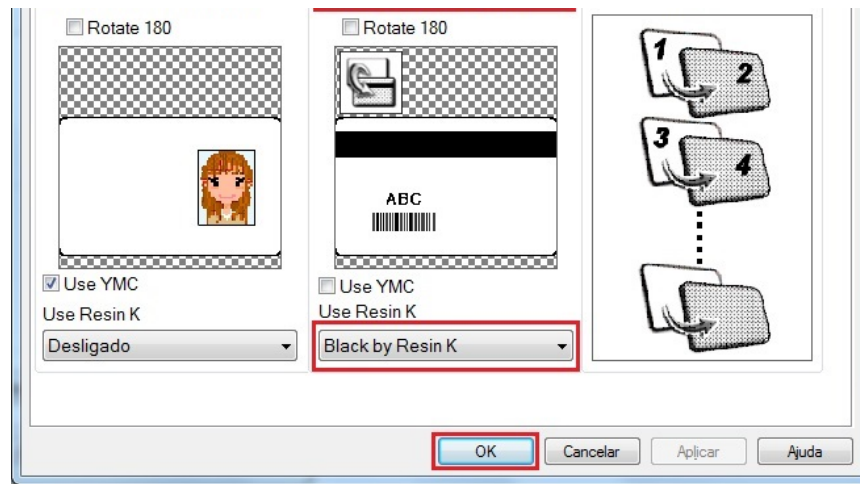 Rotate 180
Rotate 180
1
2
3
4
ABC
Use YMC
Use YMC
Use Resin K
Use Resin K
Desligado
Black by Resin K
OK
Cancelar
Aplicar
Ajuda